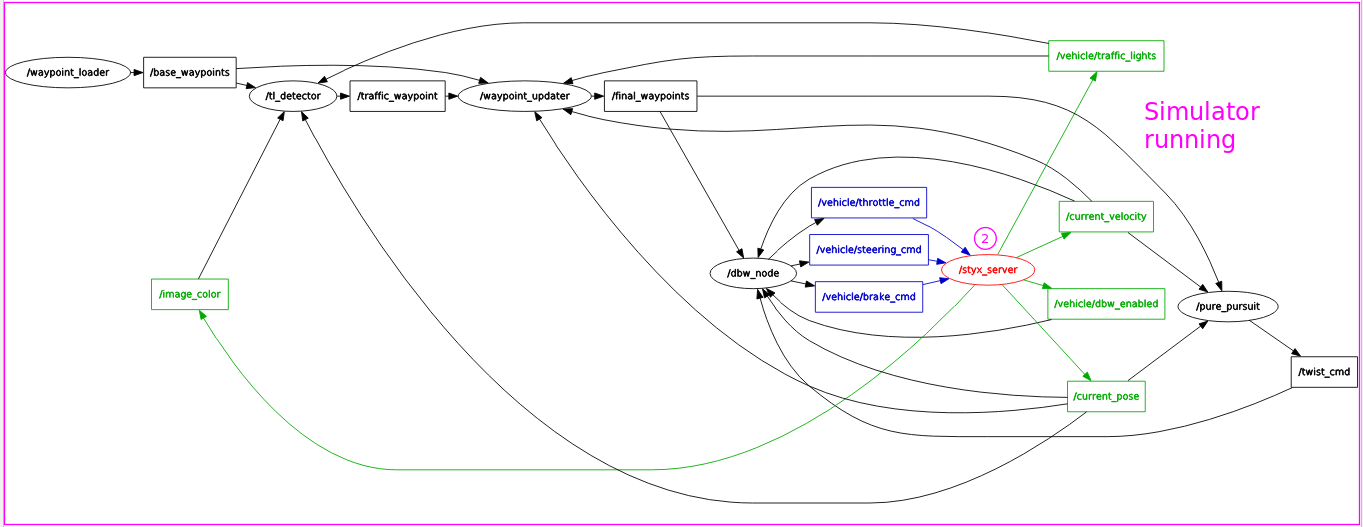 /vehicle/traffic_lights
/waypoint_loader
/base_waypoints
/tl_detector
/traffic_waypoint
/waypoint_updater
/final_waypoints
Simulator
running
/vehicle/throttle_cmd
/current_velocity
/vehicle/steering_cmd
2
/dbw_node
/styx_server
/image_color
/vehicle/brake_cmd
/vehicle/dbw_enabled
/pure_pursuit
/twist_cmd
/current_pose